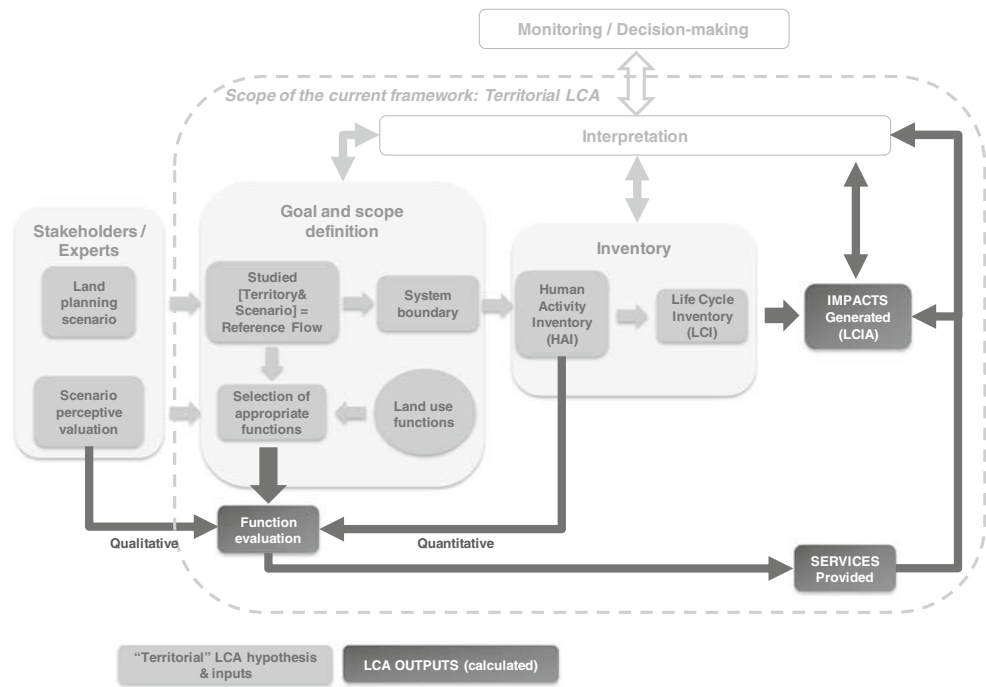 Monitoring / Decision-making
Scope of the current framework: Territorial LCA
Interpretation
Stakeholders /
Experts
Land
planning
scenario
Scenario
perceptive
valuation
Goal and scope
definition
Studied
[Territory&
Scenario] =
Reference Flow
System
boundary
Selection of
appropriate
functions
Land use
functions
Inventory
Human
Activity
Inventory
(HAI)
Life Cycle
Inventory
(LCI)
IMPACTS
Generated
(LCIA)
Function
evaluation
Qualitative
Quantitative
SERVICES
Provided
“Territorial” LCA hypothesis
& inputs
LCA OUTPUTS (calculated)